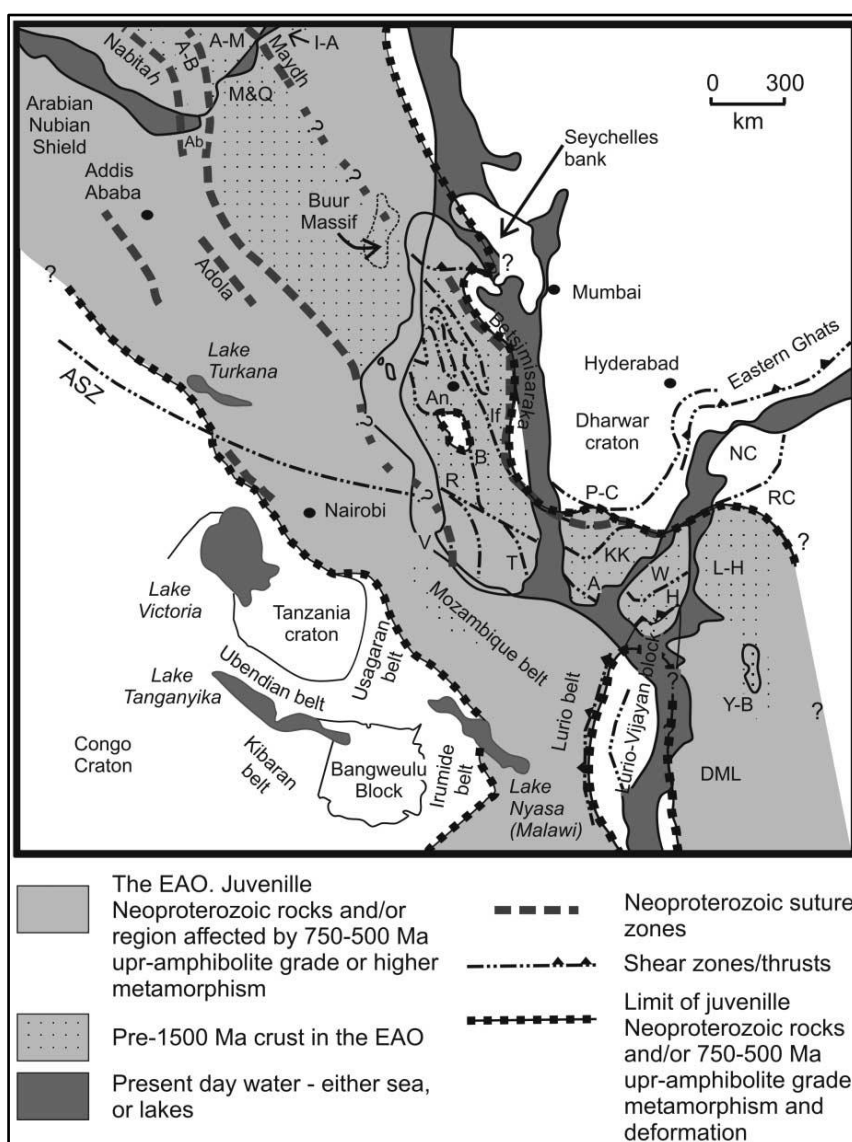 Nabitah
A-B
A-M
I-A
Maydh
M&Q
?
0 300
km
Arabian
Nubian
Shield
Ab
Seychelles
bank
Addis
Ababa
?
Buur
Massif
?
?
Mumbai
Adola
Betsimisaraka
Eastern Ghats
Lake
Turkana
Hyderabad
ASZ
An
If
Dharwar
craton
?
B
NC
P-C
R
RC
?
Nairobi
?
V
T
KK
W
L-H
A
H
Lake
Victoria
Mozambique belt
Tanzania
craton
Usagaran
belt
?
Lurio belt
Lurio-Vijayan block
Y-B
?
Ubendian belt
Lake
Tanganyika
Congo
Craton
Kibaran
belt
Bangweulu
Block
Irumide
belt
Lake
Nyasa
(Malawi)
DML
The EAO. Juvenille
Neoproterozoic rocks and/or
region affected by 750-500 Ma
upr-amphibolite grade or higher
metamorphism
Pre-1500 Ma crust in the EAO
Present day water - either sea,
or lakes
Neoproterozoic suture
zones
Shear zones/thrusts
Limit of juvenille
Neoproterozoic rocks
and/or 750-500 Ma
upr-amphibolite grade
metamorphism and
deformation